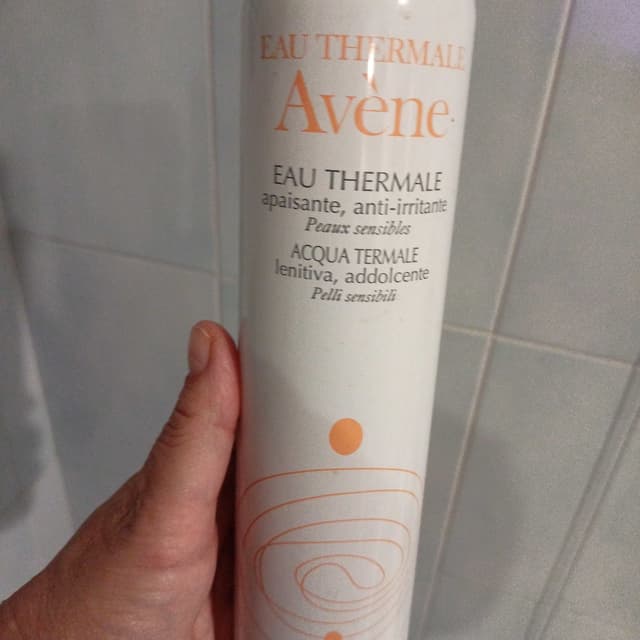 EAU THERMALE
Avène
EAU THERMALE
apaisante, anti-irritante
Peaux sensibles
ACQUA TERMALE
lenitiva, addolcente
Pelli sensibili